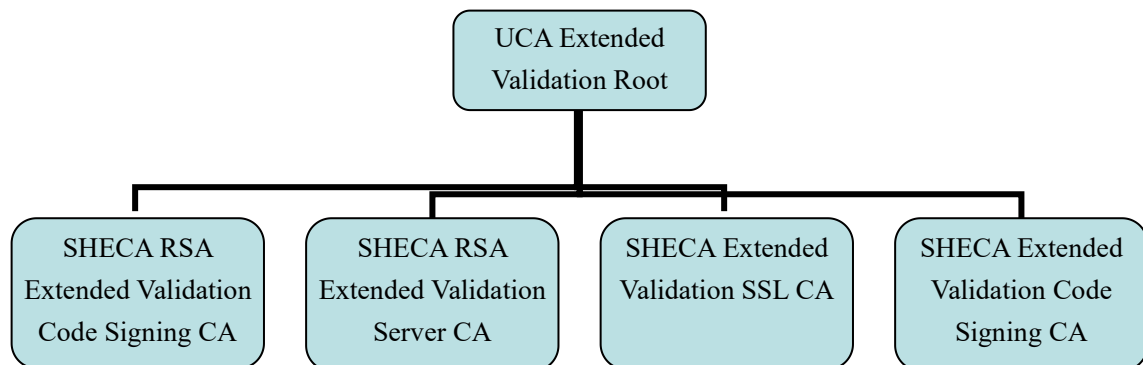 UCA Extended
Validation Root
SHECA RSA
Extended Validation
Code Signing CA
SHECA RSA
Extended Validation
Server CA
SHECA Extended
Validation SSL CA
SHECA Extended
Validation Code
Signing CA